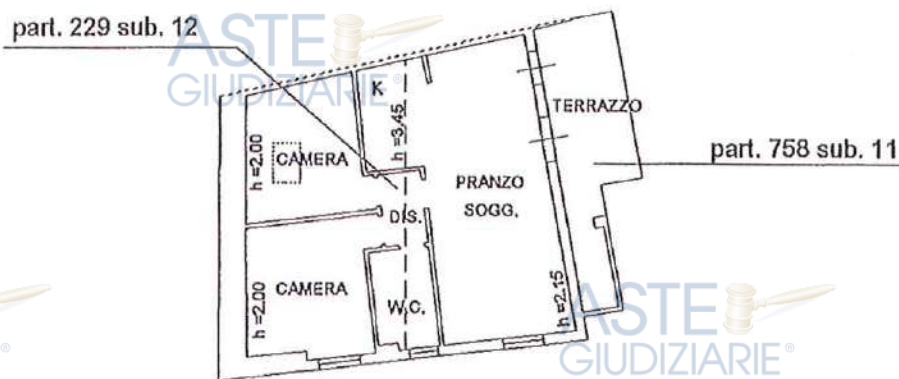 part. 229 sub. 12
ASTE
GIUDIZIARIE®
K
h =3.45
TERRAZZO
h =2.00
CAMERA
part. 758 sub. 11
PRANZO
SOGG.
DIS.
h =2.00
CAMERA
W.C.
h =2.15
ASTE
GIUDIZIARIE®
®